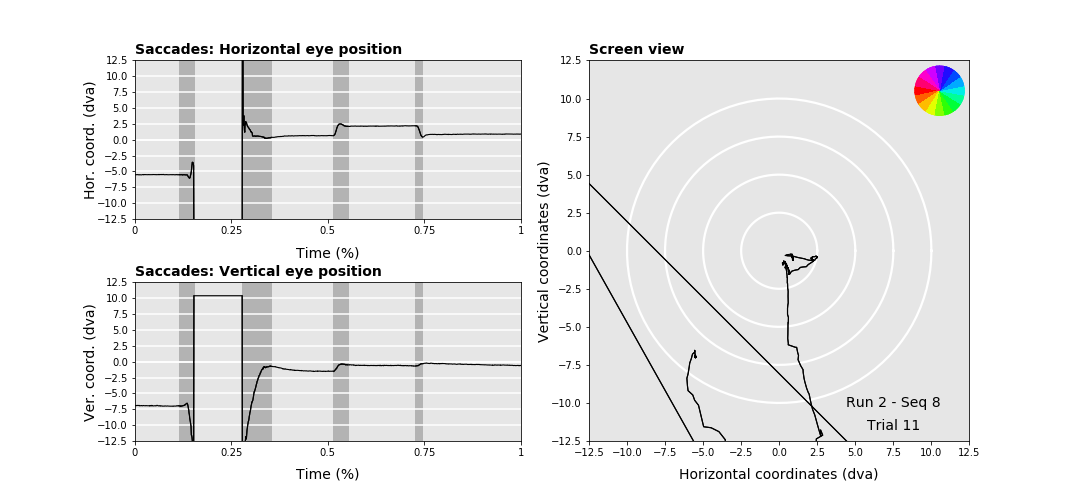 Saccades: Horizontal eye position
Hor. coord. (dva)
12.5
10.0
7.5
5.0
2.5
0.0
−2.5
−5.0
−7.5
−10.0
−12.5
0 0.25 0.5 0.75 1
Time (%)
Saccades: Vertical eye position
Ver. coord. (dva)
12.5
10.0
7.5
5.0
2.5
0.0
−2.5
−5.0
−7.5
−10.0
−12.5
0 0.25 0.5 0.75 1
Time (%)
Screen view
Vertical coordinates (dva)
12.5
10.0
7.5
5.0
2.5
0.0
−2.5
−5.0
−7.5
−10.0
−12.5
Run 2 - Seq 8
Trial 11
−12.5 −10.0 −7.5 −5.0 −2.5 0.0 2.5 5.0 7.5 10.0 12.5
Horizontal coordinates (dva)